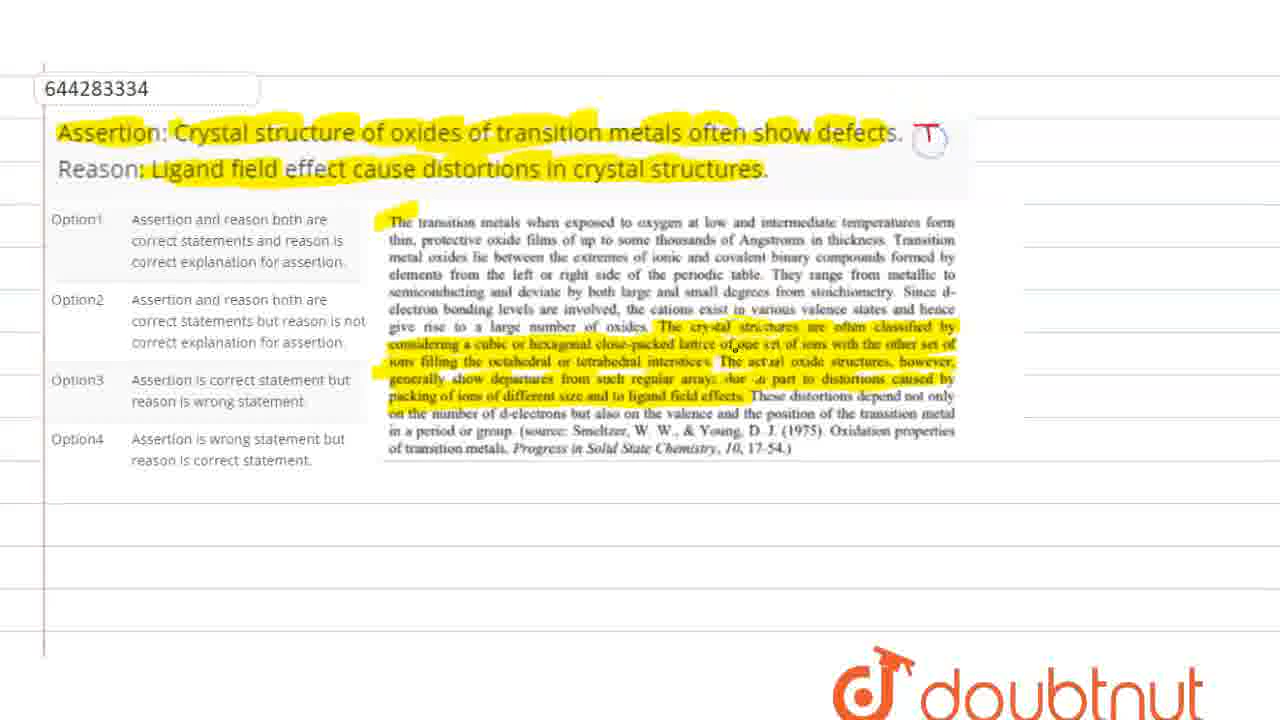 644283334
Assertion: Crystal structure of oxides of transition metals often show defects. T
Reason: Ligand field effect cause distortions in crystal structures.
Option1 Assertion and reason both are
correct statements and reason is
correct explanation for assertion.
Option2 Assertion and reason both are
correct statements but reason is not
correct explanation for assertion.
Option3 Assertion is correct statement but
reason is wrong statement.
Option4 Assertion is wrong statement but
reason is correct statement.
The transition metals when exposed to oxygen at low and intermediate temperatures form
thin, protective oxide films of up to some thousands of Angstroms in thickness. Transition
metal oxides lie between the extremes of ionic and covalent binary compounds formed by
elements from the left or right side of the periodic table. They range from metallic to
semiconducting and deviate by both large and small degrees from stoichiometry. Since d-
electron bonding levels are involved, the cations exist in various valence states and hence
give rise to a large number of oxides. The crystal structures are often classified by
considering a cubic or hexagonal close-packed lattice of one set of ions with the other set of
ions filling the octahedral or tetrahedral interstices. The actual oxide structures, however,
generally show departures from such regular arrays due in part to distortions caused by
packing of ions of different size and to ligand field effects. These distortions depend not only
on the number of d-electrons but also on the valence and the position of the transition metal
in a period or group. (source: Smeltzer, W. W., & Young, D. J. (1975). Oxidation properties
of transition metals. Progress in Solid State Chemistry, 10, 17-54.)
doubtnut